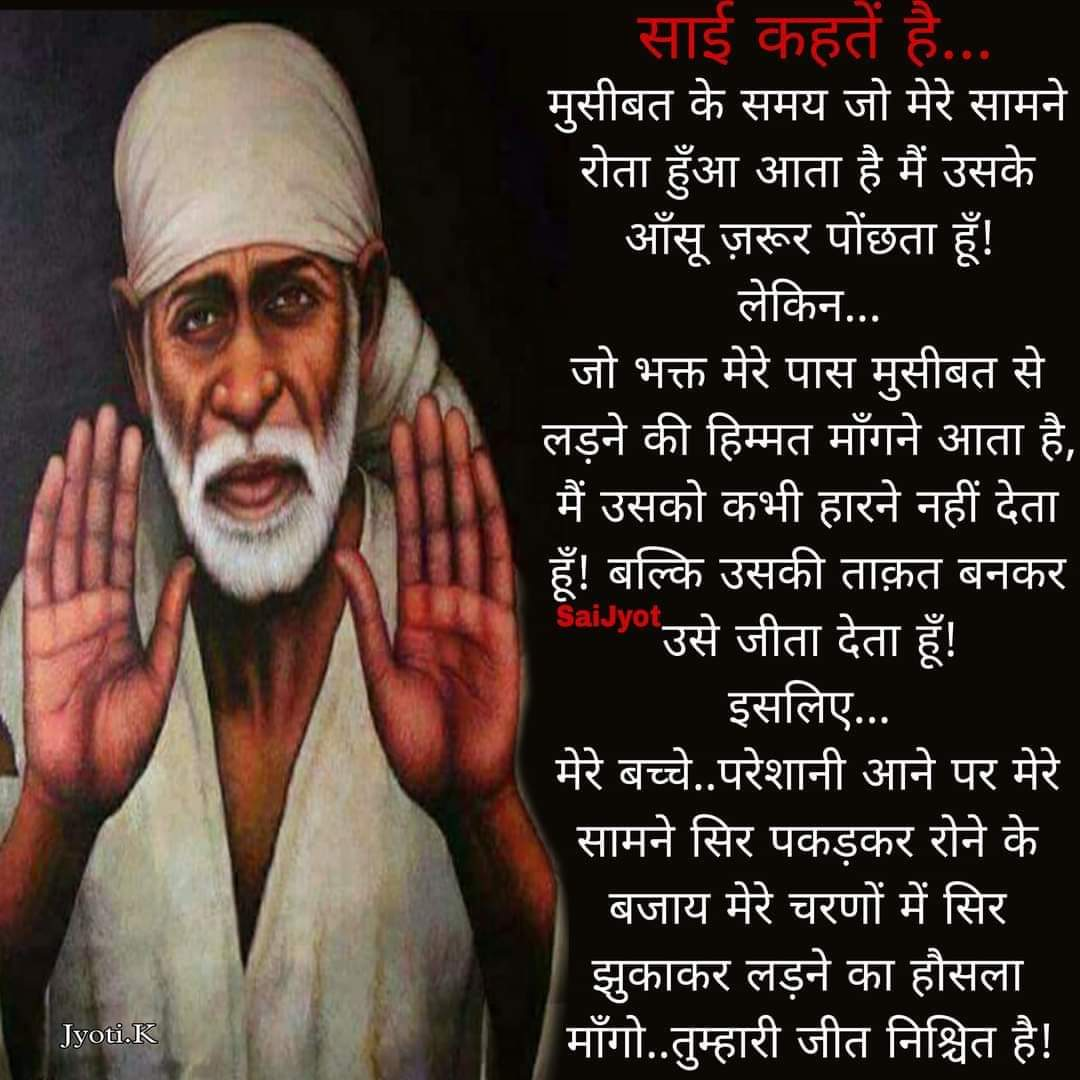 साई कहतें है...
मुसीबत के समय जो मेरे सामने
रोता हुँआ आता है मैं उसके
आँसू ज़रूर पोंछता हूँ!
लेकिन...
जो भक्त मेरे पास मुसीबत से
लड़ने की हिम्मत माँगने आता है,
मैं उसको कभी हारने नहीं देता
हूँ! बल्कि उसकी ताक़त बनकर
SaiJyot
उसे जीता देता हूँ!
इसलिए...
मेरे बच्चे..परेशानी आने पर मेरे
सामने सिर पकड़कर रोने के
बजाय मेरे चरणों में सिर
झुकाकर लड़ने का हौसला
माँगो..तुम्हारी जीत निश्चित है!
Jyoti.K